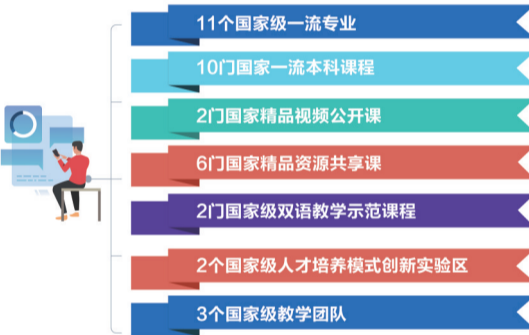 11个国家级一流专业
10门国家一流本科课程
2门国家精品视频公开课
6门国家精品资源共享课
2门国家级双语教学示范课程
2个国家级人才培养模式创新实验区
3个国家级教学团队